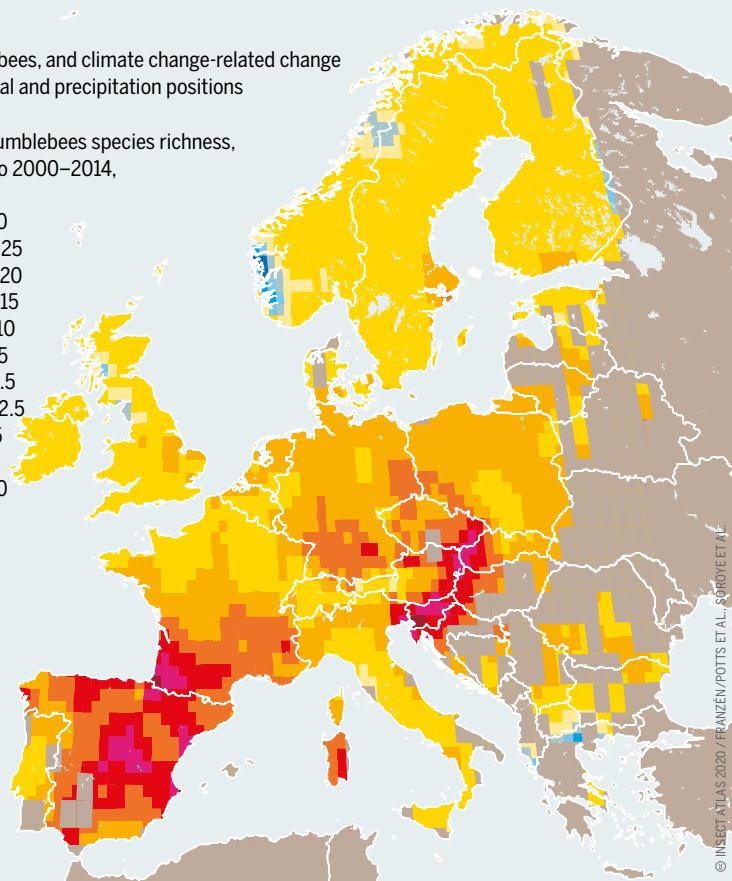 bees, and climate change-related change
al and precipitation positions
umblebees species richness,
o 2000–2014,
0
25
20
15
10
5
.5
2.5
5
0
© INSECT ATLAS 2020 / FRANZÉN/POTTS ET AL., SOROYE ET AL.